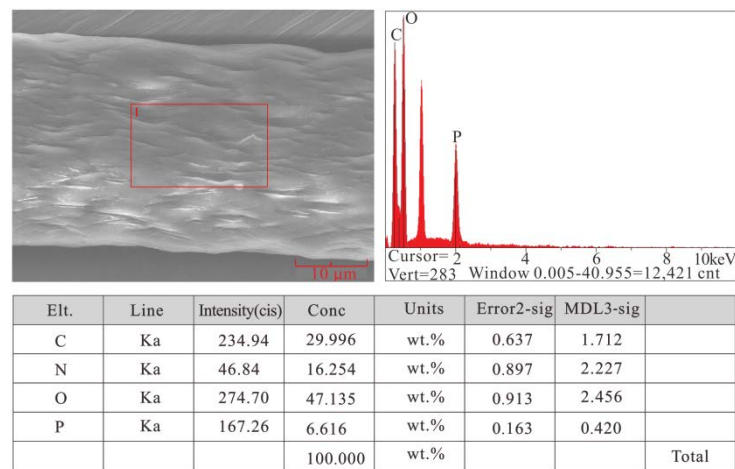 1
10 µm
O
C
P
Cursor=
2 4 6 8 10keV
Vert=283 Window 0.005-40.955=12,421 cnt
Elt. Line Intensity(cis) Conc Units Error2-sig MDL3-sig
C Ka 234.94 29.996 wt.% 0.637 1.712
N Ka 46.84 16.254 wt.% 0.897 2.227
O Ka 274.70 47.135 wt.% 0.913 2.456
P Ka 167.26 6.616 wt.% 0.163 0.420
100.000 wt.% Total